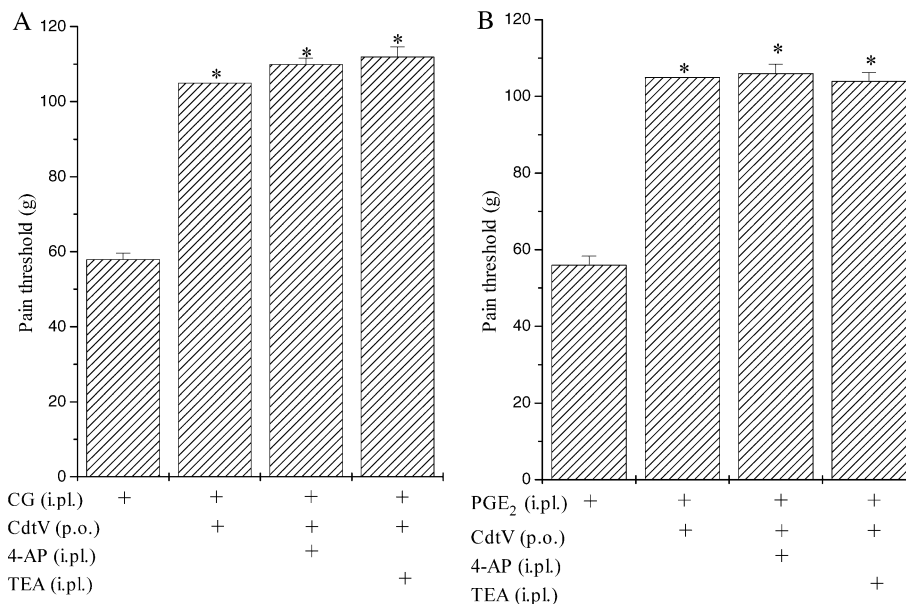 A
120
100
80
60
40
20
0
Pain threshold (g)
*
*
*
CG (i.pl.) + + + +
CdtV (p.o.) + + +
4-AP (i.pl.) +
TEA (i.pl.) +
B
120
100
80
60
40
20
0
Pain threshold (g)
*
*
*
PGE₂ (i.pl.) + + + +
CdtV (p.o.) + + +
4-AP (i.pl.) +
TEA (i.pl.) +